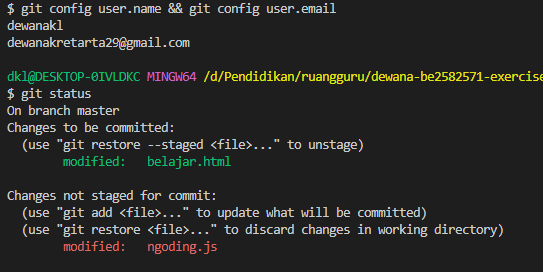 $ git config user.name && git config user.email
dewanakl
dewanakretarta29@gmail.com
dkl@DESKTOP-0IVLDKC MINGW64 /d/Pendidikan/ruangguru/dewana-be2582571-exercise
$ git status
On branch master
Changes to be committed:
  (use "git restore --staged <file>..." to unstage)
        modified:   belajar.html

Changes not staged for commit:
  (use "git add <file>..." to update what will be committed)
  (use "git restore <file>..." to discard changes in working directory)
        modified:   ngoding.js